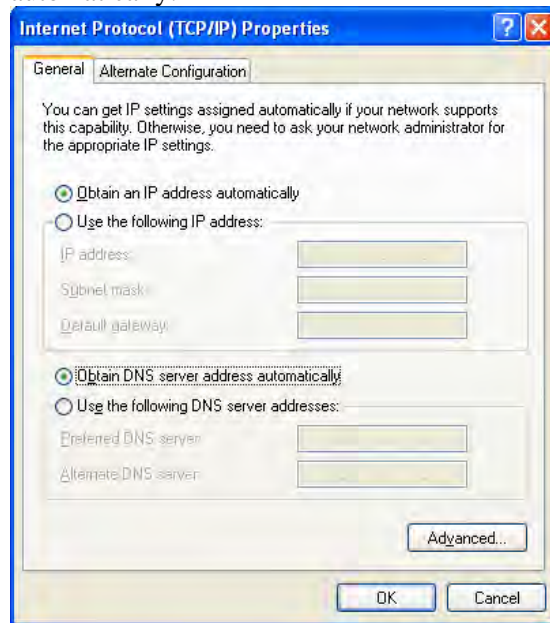 automatically.
Internet Protocol (TCP/IP) Properties
General Alternate Configuration
You can get IP settings assigned automatically if your network supports
this capability. Otherwise, you need to ask your network administrator for
the appropriate IP settings.
Obtain an IP address automatically
Use the following IP address:
IP address:
Subnet mask:
Default gateway:
Obtain DNS server address automatically
Use the following DNS server addresses:
Preferred DNS server:
Alternate DNS server:
Advanced...
OK Cancel